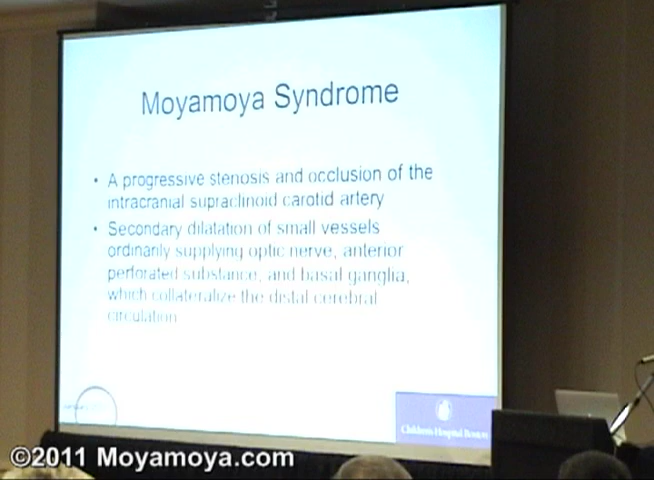 Moyamoya Syndrome
• A progressive stenosis and occlusion of the
intracranial supraclinoid carotid artery
• Secondary dilatation of small vessels
ordinarily supplying optic nerve, anterior
perforated substance, and basal ganglia,
which collateralize the distal cerebral
circulation
Children's Hospital Boston
©2011 Moyamoya.com